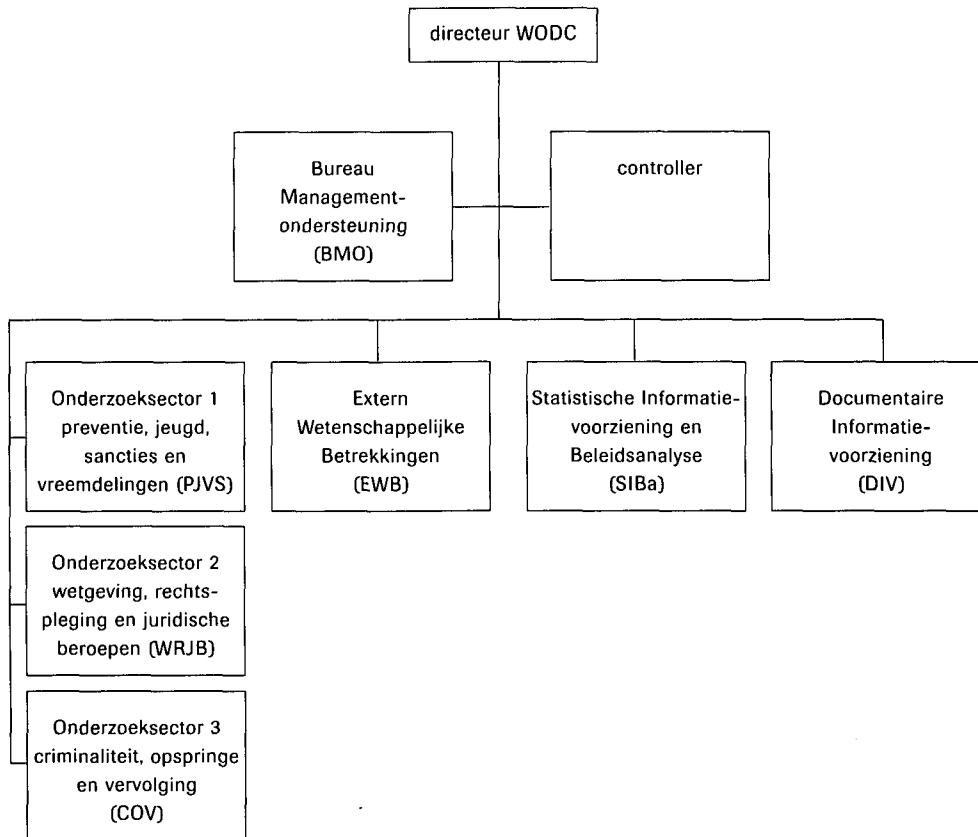 directeur WODC
Bureau
Management-
ondersteuning
(BMO)
controller
Onderzoeksector 1
preventie, jeugd,
sancties en
vreemdelingen (PJVS)
Extern
Wetenschappelijke
Betrekkingen
(EWB)
Statistische Informatie-
voorziening en
Beleidsanalyse
(SIBa)
Documentaire
Informatie-
voorziening
(DIV)
Onderzoeksector 2
wetgeving, rechts-
pleging en juridische
beroepen (WRJB)
Onderzoeksector 3
criminaliteit, opspringe
en vervolging
(COV)